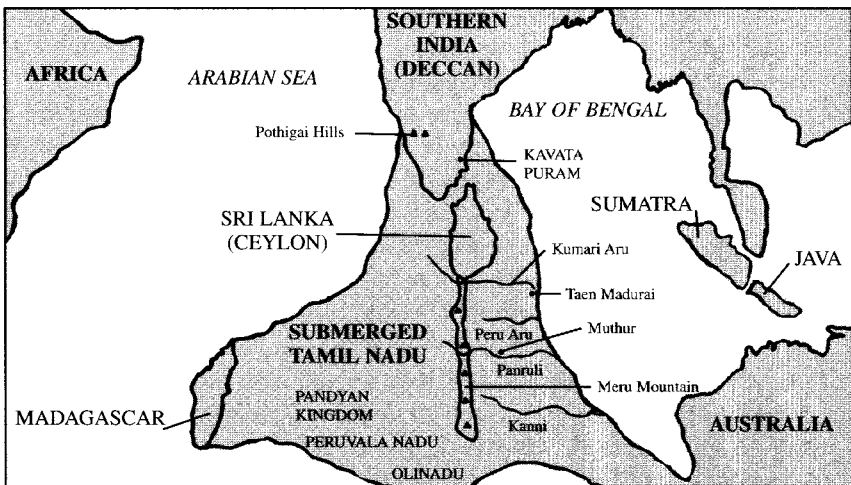 SOUTHERN
INDIA
(DECCAN)
AFRICA
ARABIAN SEA
BAY OF BENGAL
Pothigai Hills
KAVATA
PURAM
SUMATRA
SRI LANKA
(CEYLON)
Kumari Aru
JAVA
Taen Madurai
SUBMERGED
TAMIL NADU
Peru Aru
Muthur
Panruli
Meru Mountain
PANDYAN
KINGDOM
MADAGASCAR
Kanni
AUSTRALIA
PERUVALA NADU
OLINADU